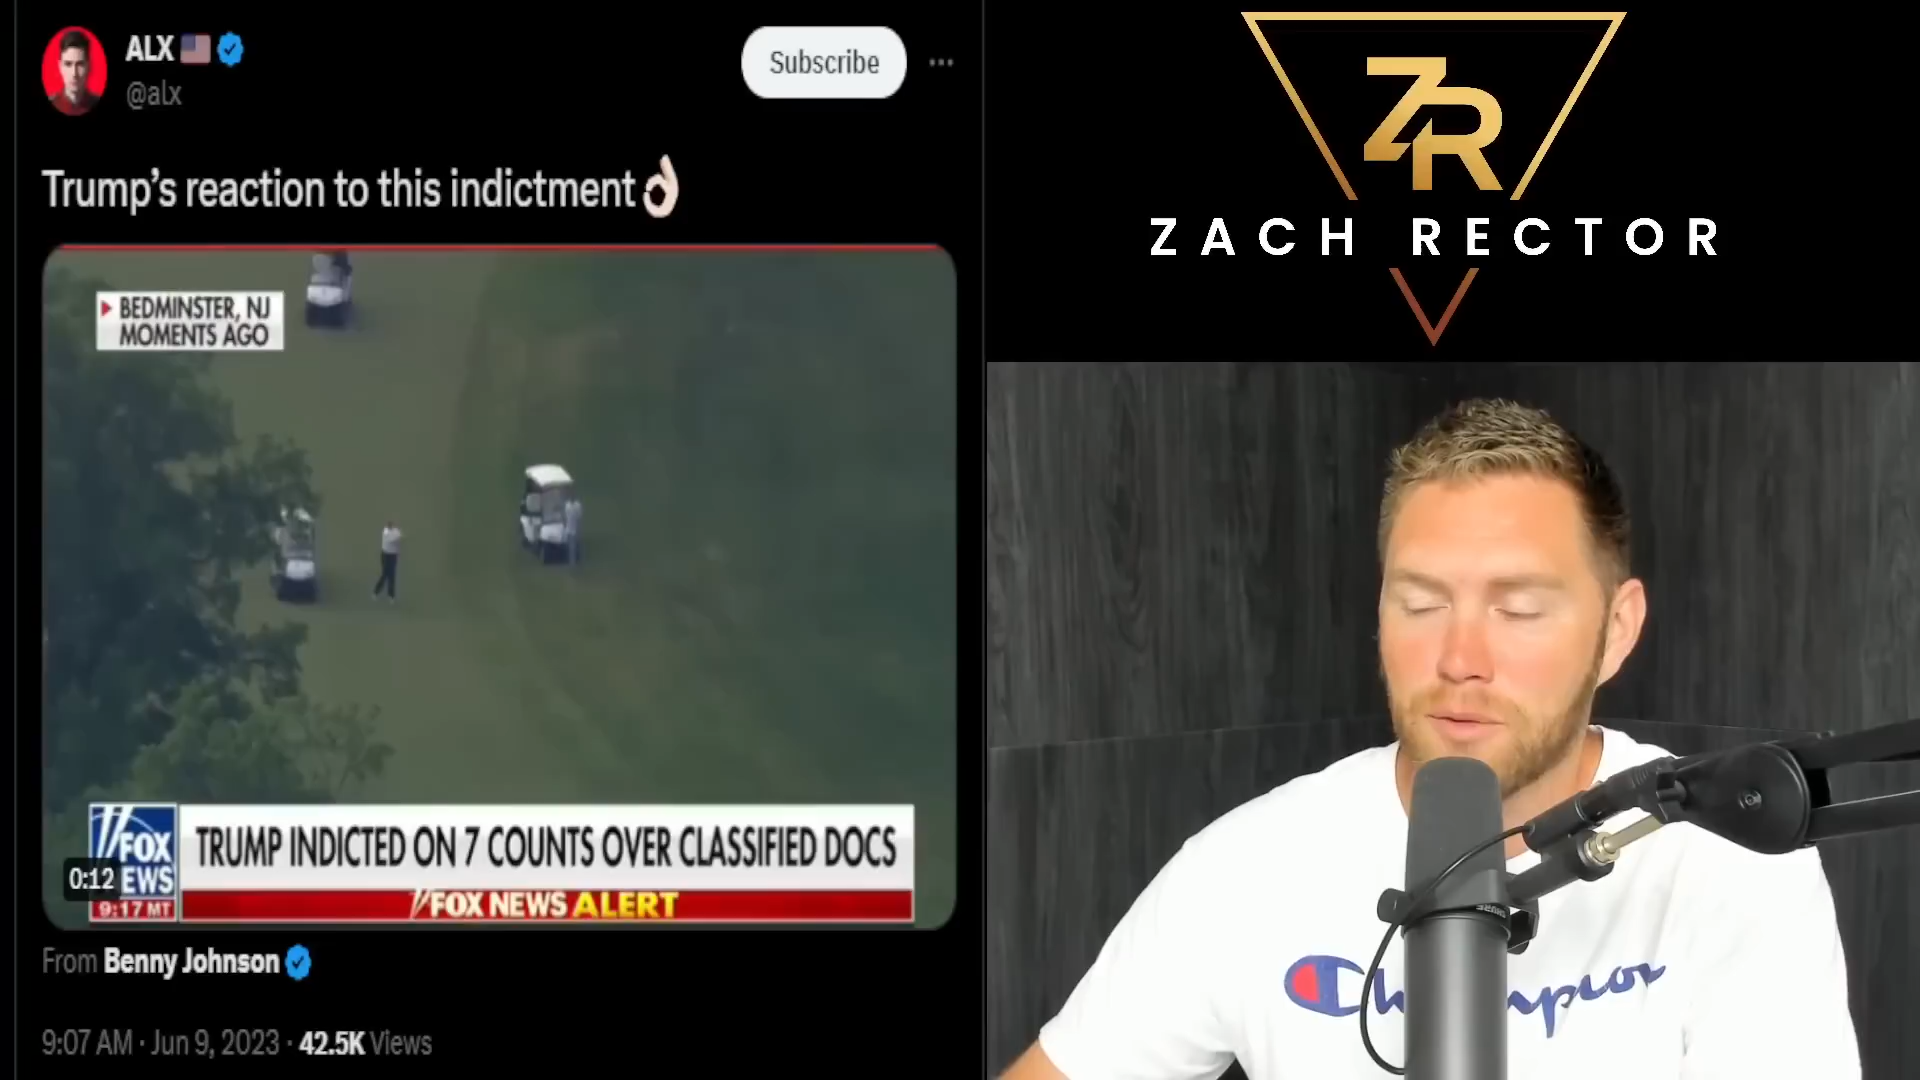 ALX
@alx
Subscribe
Trump's reaction to this indictment
BEDMINSTER, NJ
MOMENTS AGO
0:12
FOX
EWS
9:17 MT
TRUMP INDICTED ON 7 COUNTS OVER CLASSIFIED DOCS
FOX NEWS ALERT
From Benny Johnson
9:07 AM · Jun 9, 2023 · 42.5K Views
ZR
ZACH RECTOR
SHURE
Champion